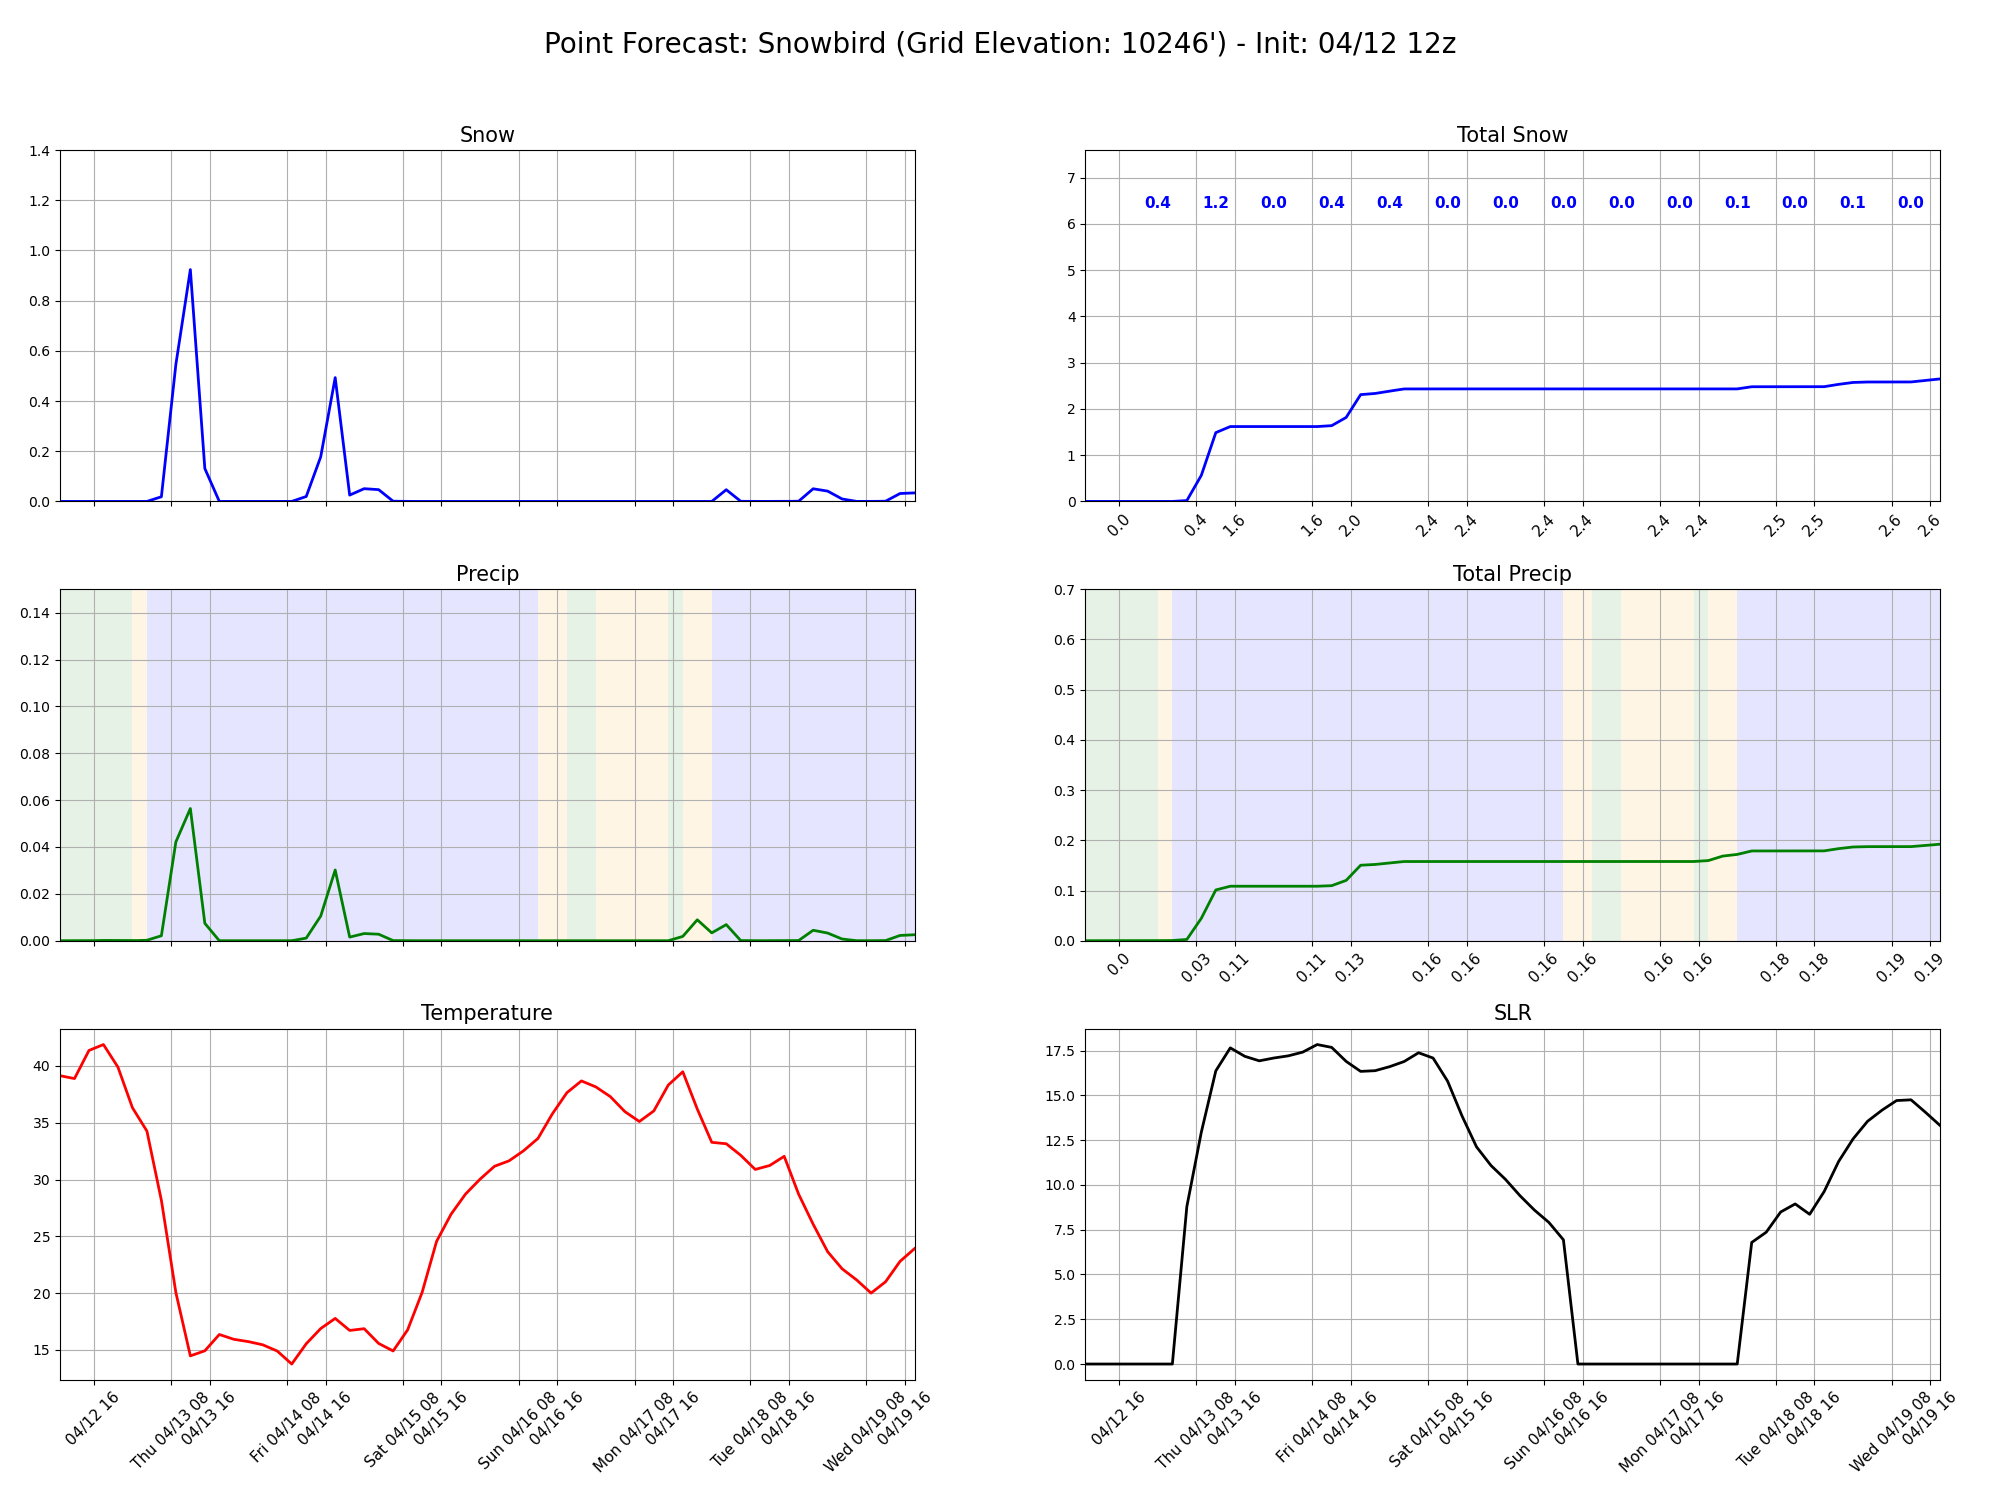 Point Forecast: Snowbird (Grid Elevation: 10246') - Init: 04/12 12z
Snow
1.4
1.2
1.0
0.8
0.6
0.4
0.2
0.0
Total Snow
7
6
5
4
3
2
1
0
0.4 1.2 0.0 0.4 0.4 0.0 0.0 0.0 0.0 0.0 0.1 0.0 0.1 0.0
0.0 0.4 1.6 1.6 2.0 2.4 2.4 2.4 2.4 2.4 2.4 2.5 2.5 2.6 2.6
Precip
0.14
0.12
0.10
0.08
0.06
0.04
0.02
0.00
Total Precip
0.7
0.6
0.5
0.4
0.3
0.2
0.1
0.0
0.0 0.03 0.11 0.11 0.13 0.16 0.16 0.16 0.16 0.16 0.16 0.18 0.18 0.19 0.19
Temperature
40
35
30
25
20
15
04/12 16
Thu 04/13 08
04/13 16
Fri 04/14 08
04/14 16
Sat 04/15 08
04/15 16
Sun 04/16 08
04/16 16
Mon 04/17 08
04/17 16
Tue 04/18 08
04/18 16
Wed 04/19 08
04/19 16
SLR
17.5
15.0
12.5
10.0
7.5
5.0
2.5
0.0
04/12 16
Thu 04/13 08
04/13 16
Fri 04/14 08
04/14 16
Sat 04/15 08
04/15 16
Sun 04/16 08
04/16 16
Mon 04/17 08
04/17 16
Tue 04/18 08
04/18 16
Wed 04/19 08
04/19 16